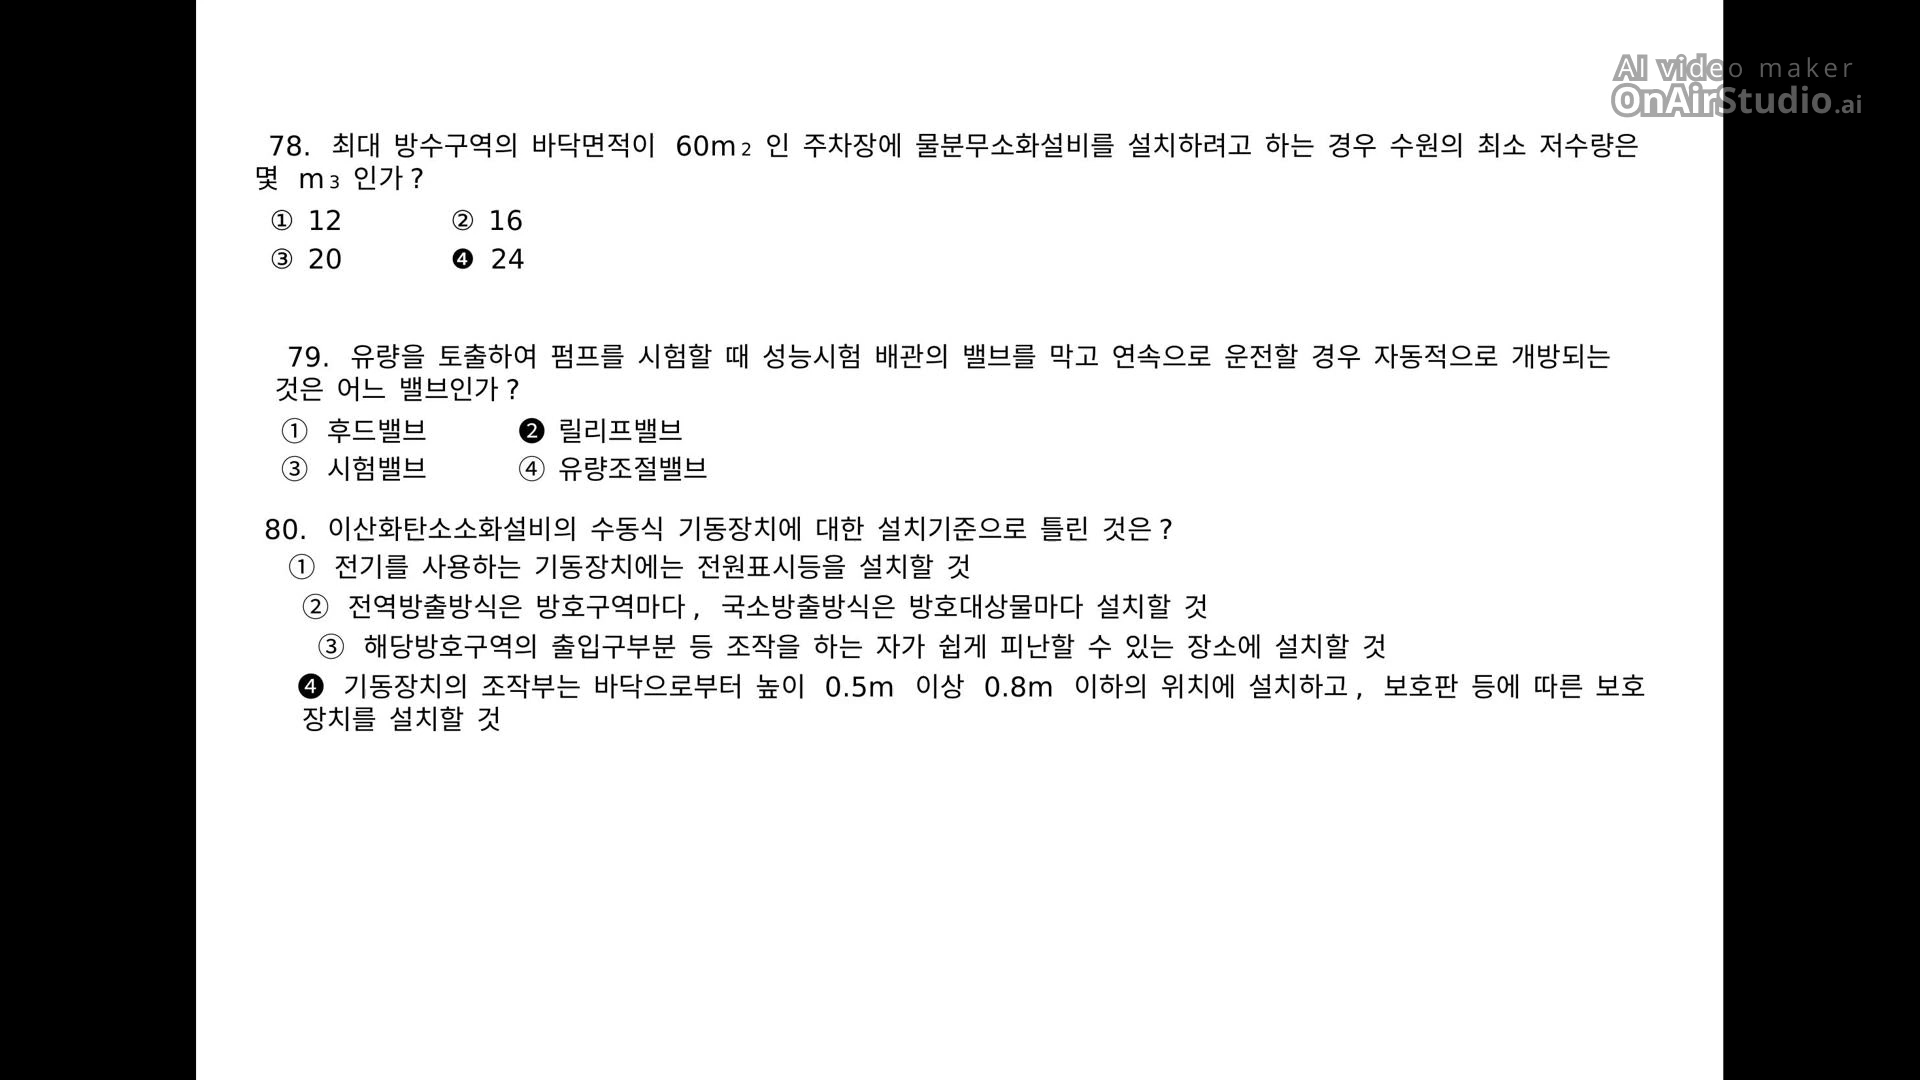 AI video maker
OnAirStudio.ai
78. 최대 방수구역의 바닥면적이 60m2 인 주차장에 물분무소화설비를 설치하려고 하는 경우 수원의 최소 저수량은
몇 m3 인가?
① 12 ② 16
③ 20 ❹ 24
79. 유량을 토출하여 펌프를 시험할 때 성능시험 배관의 밸브를 막고 연속으로 운전할 경우 자동적으로 개방되는
것은 어느 밸브인가?
① 후드밸브 ❷ 릴리프밸브
③ 시험밸브 ④ 유량조절밸브
80. 이산화탄소소화설비의 수동식 기동장치에 대한 설치기준으로 틀린 것은?
① 전기를 사용하는 기동장치에는 전원표시등을 설치할 것
② 전역방출방식은 방호구역마다, 국소방출방식은 방호대상물마다 설치할 것
③ 해당방호구역의 출입구부분 등 조작을 하는 자가 쉽게 피난할 수 있는 장소에 설치할 것
❹ 기동장치의 조작부는 바닥으로부터 높이 0.5m 이상 0.8m 이하의 위치에 설치하고, 보호판 등에 따른 보호
장치를 설치할 것